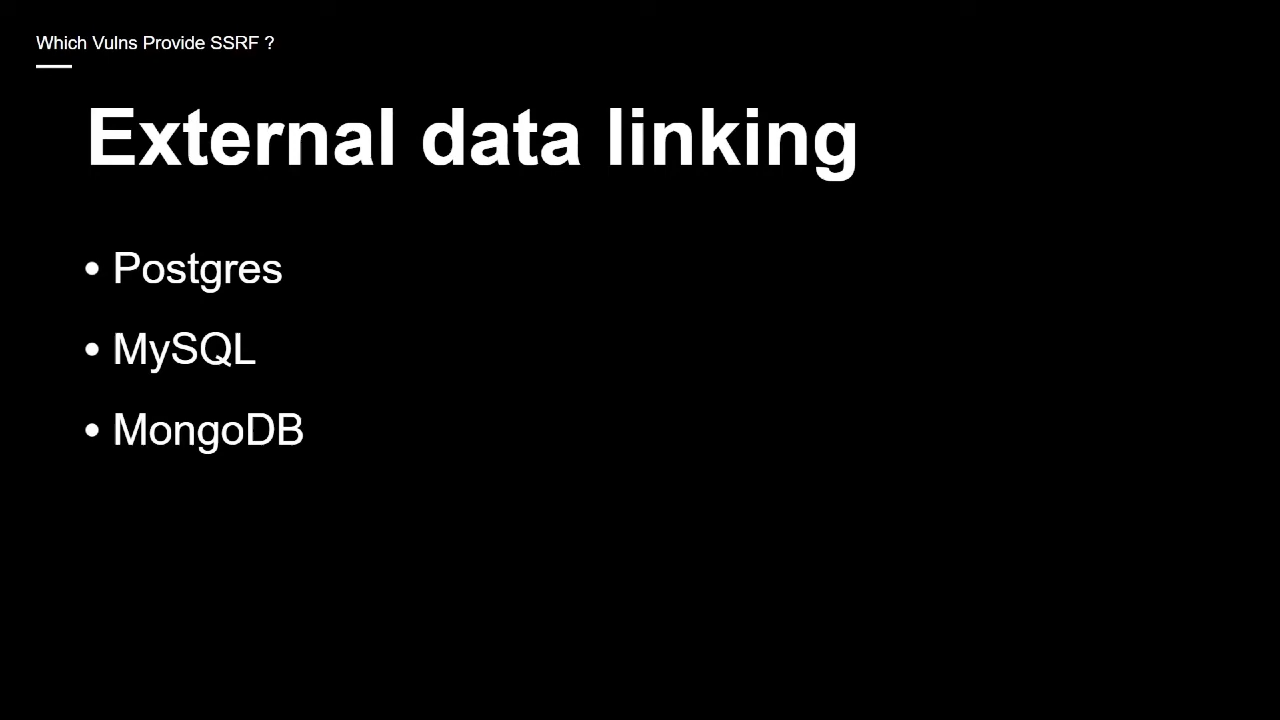 Which Vulns Provide SSRF ?
External data linking
• Postgres
• MySQL
• MongoDB